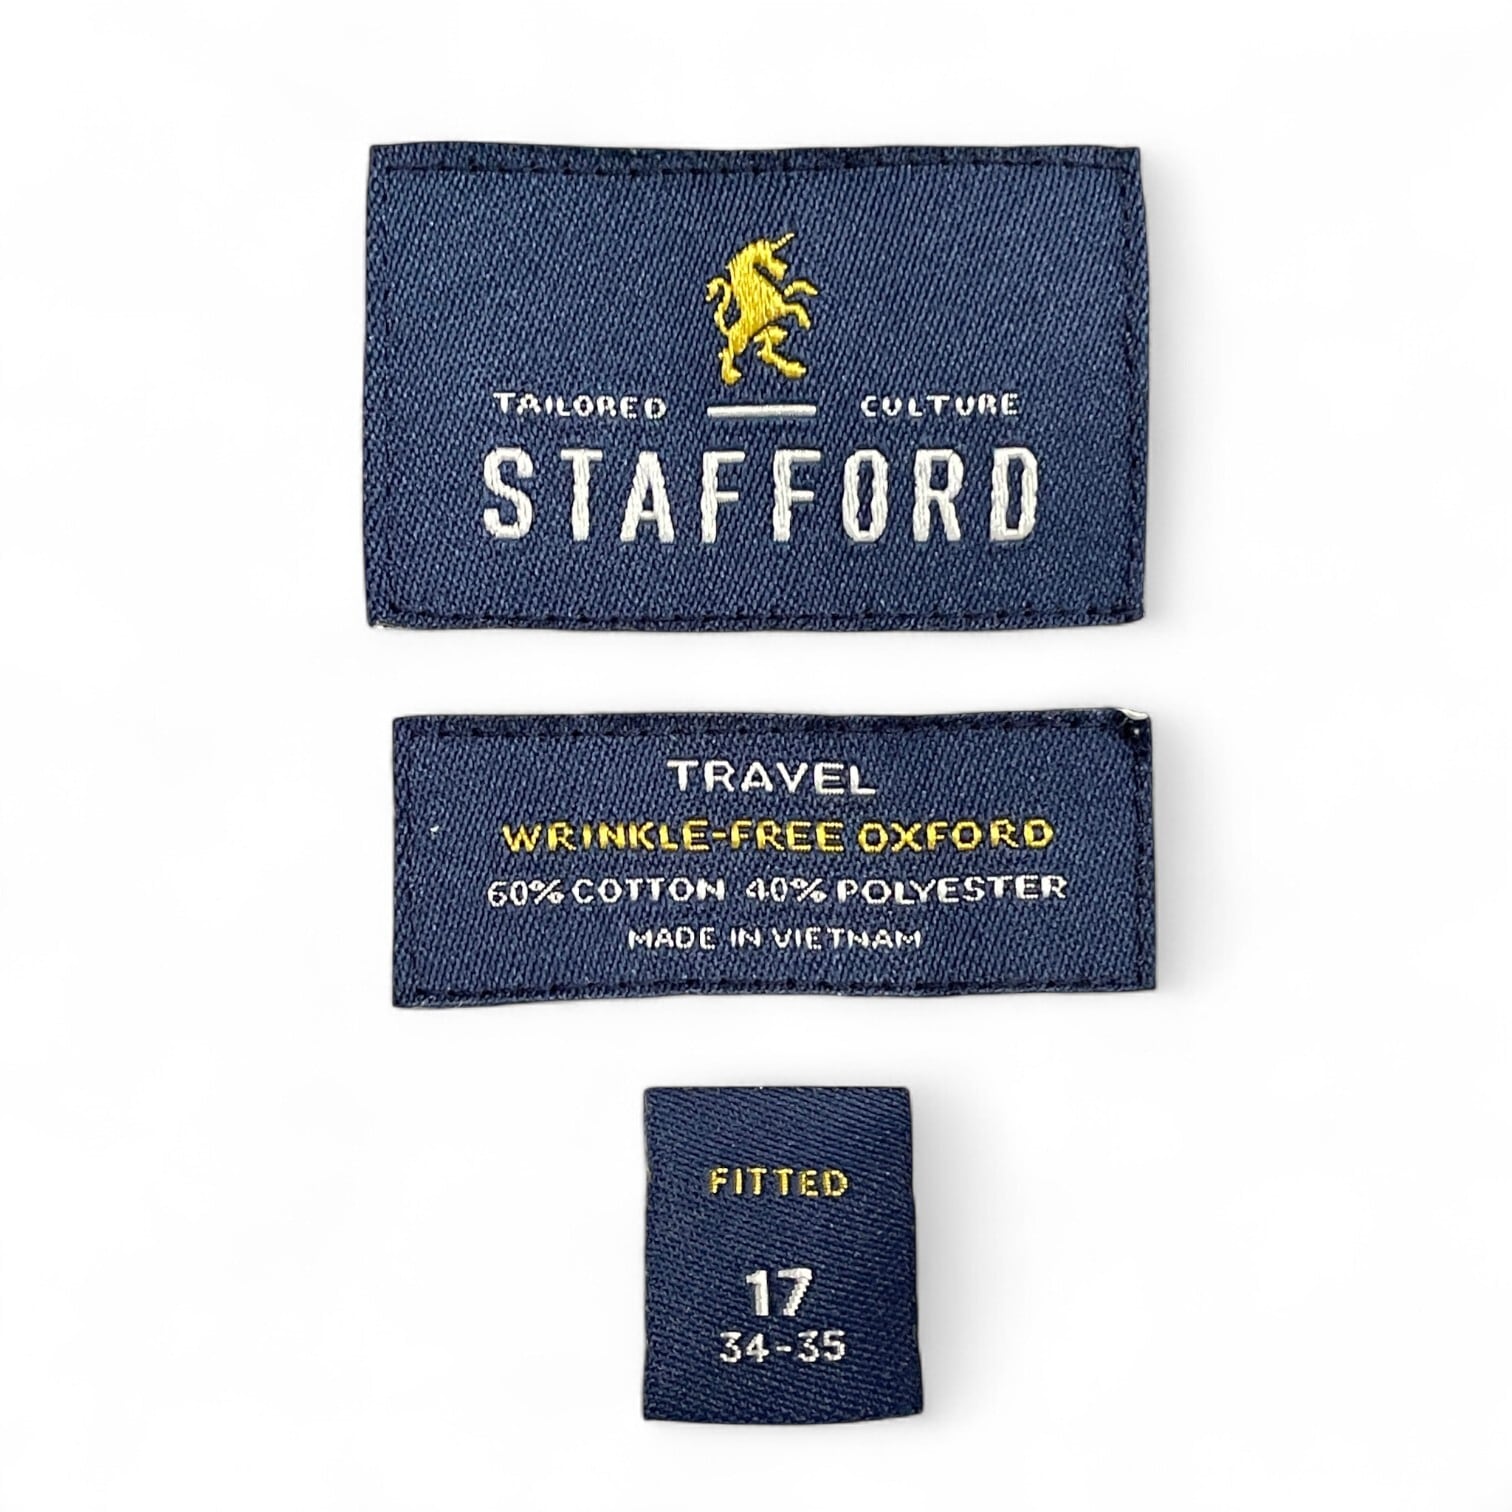 TAILORED CULTURE
STAFFORD
TRAVEL
WRINKLE-FREE OXFORD
60% COTTON 40% POLYESTER
MADE IN VIETNAM
FITTED
17
34-35